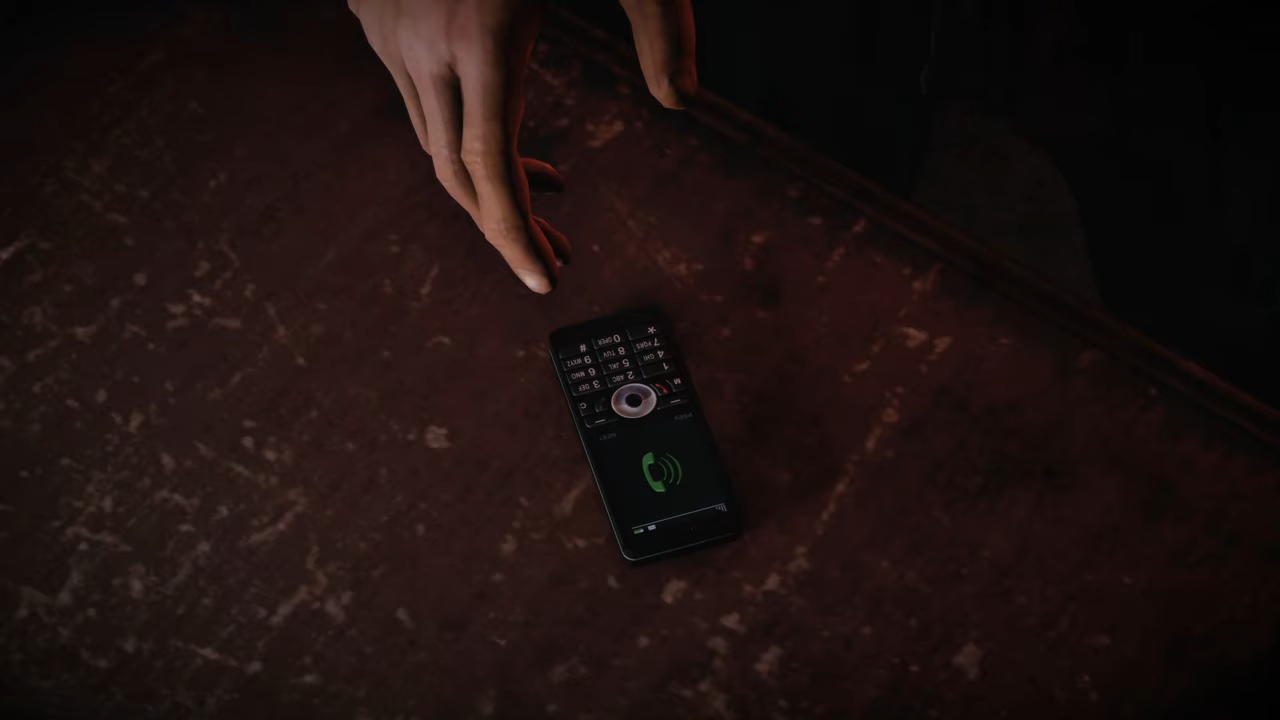 M C
1 2 ABC 3 DEF
4 GHI 5 JKL 6 MNO
7 PQRS 8 TUV 9 WXYZ
* 0 OPER #